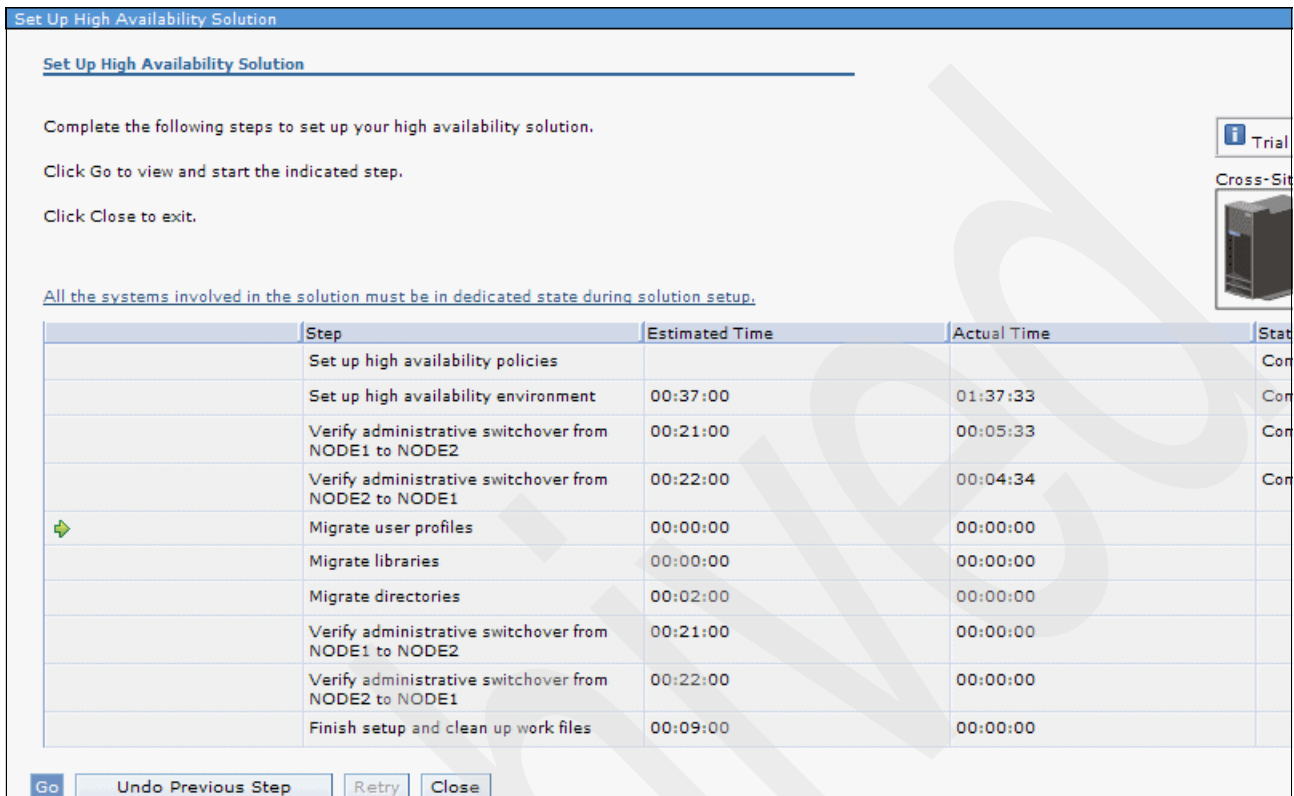 Set Up High Availability Solution
Set Up High Availability Solution
Complete the following steps to set up your high availability solution.
Click Go to view and start the indicated step.
Click Close to exit.
Trial
Cross-Sit
All the systems involved in the solution must be in dedicated state during solution setup.
Step Estimated Time Actual Time Stat
Set up high availability policies Com
Set up high availability environment 00:37:00 01:37:33 Com
Verify administrative switchover from 00:21:00 00:05:33 Com
NODE1 to NODE2
Verify administrative switchover from 00:22:00 00:04:34 Com
NODE2 to NODE1
Migrate user profiles 00:00:00 00:00:00
Migrate libraries 00:00:00 00:00:00
Migrate directories 00:02:00 00:00:00
Verify administrative switchover from 00:21:00 00:00:00
NODE1 to NODE2
Verify administrative switchover from 00:22:00 00:00:00
NODE2 to NODE1
Finish setup and clean up work files 00:09:00 00:00:00
Go Undo Previous Step Retry Close